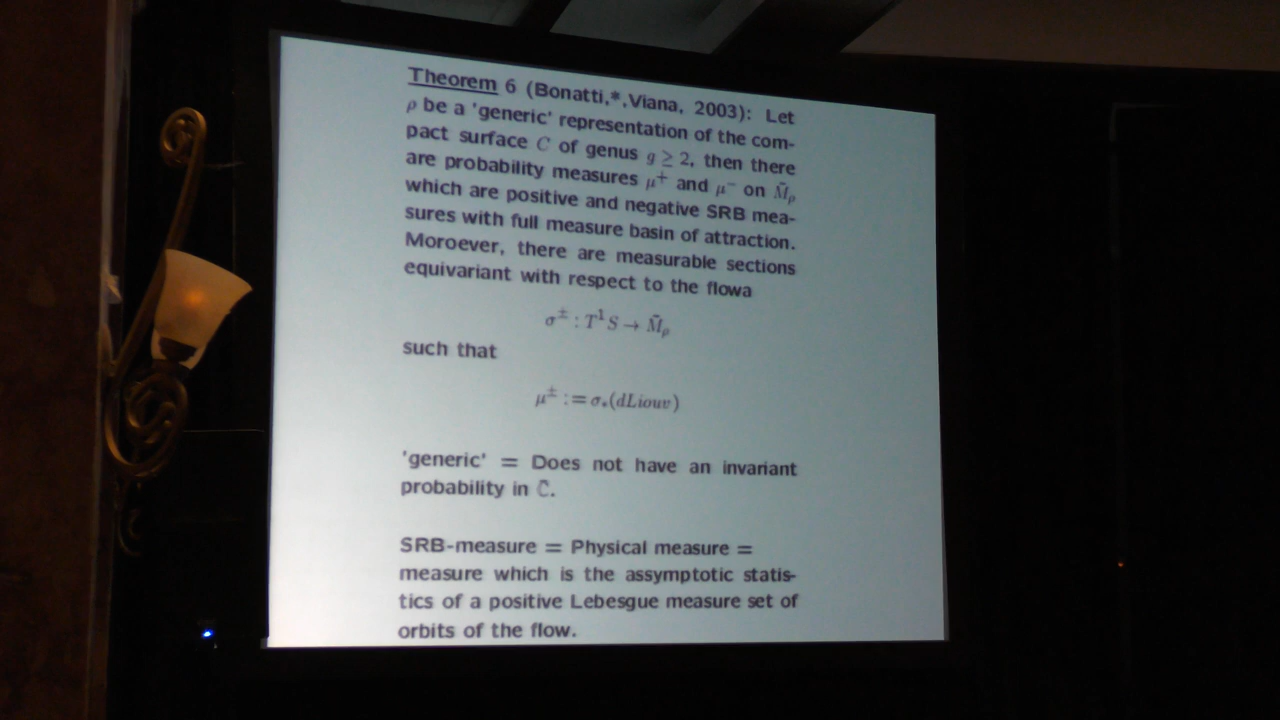 Theorem 6 (Bonatti,*,Viana, 2003): Let
ρ be a 'generic' representation of the com-
pact surface C of genus g ≥ 2, then there
are probability measures μ⁺ and μ⁻ on M̃ρ
which are positive and negative SRB mea-
sures with full measure basin of attraction.
Moroever, there are measurable sections
equivariant with respect to the flowa
σ± : T¹S → M̃ρ
such that
μ± := σ*(dLiouv)
'generic' = Does not have an invariant
probability in C̄.
SRB-measure = Physical measure =
measure which is the assymptotic statis-
tics of a positive Lebesgue measure set of
orbits of the flow.